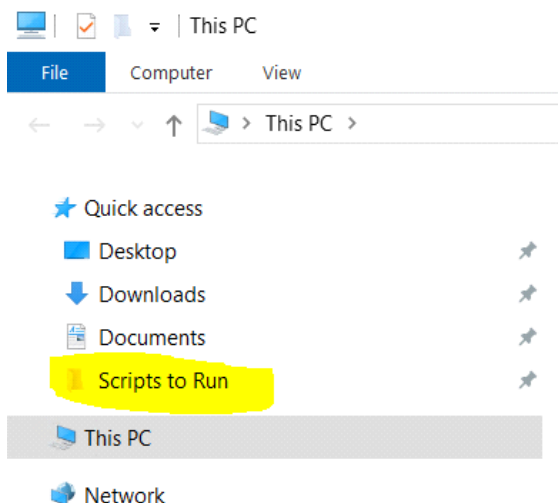 This PC
File Computer View
This PC
Quick access
Desktop
Downloads
Documents
Scripts to Run
This PC
Network